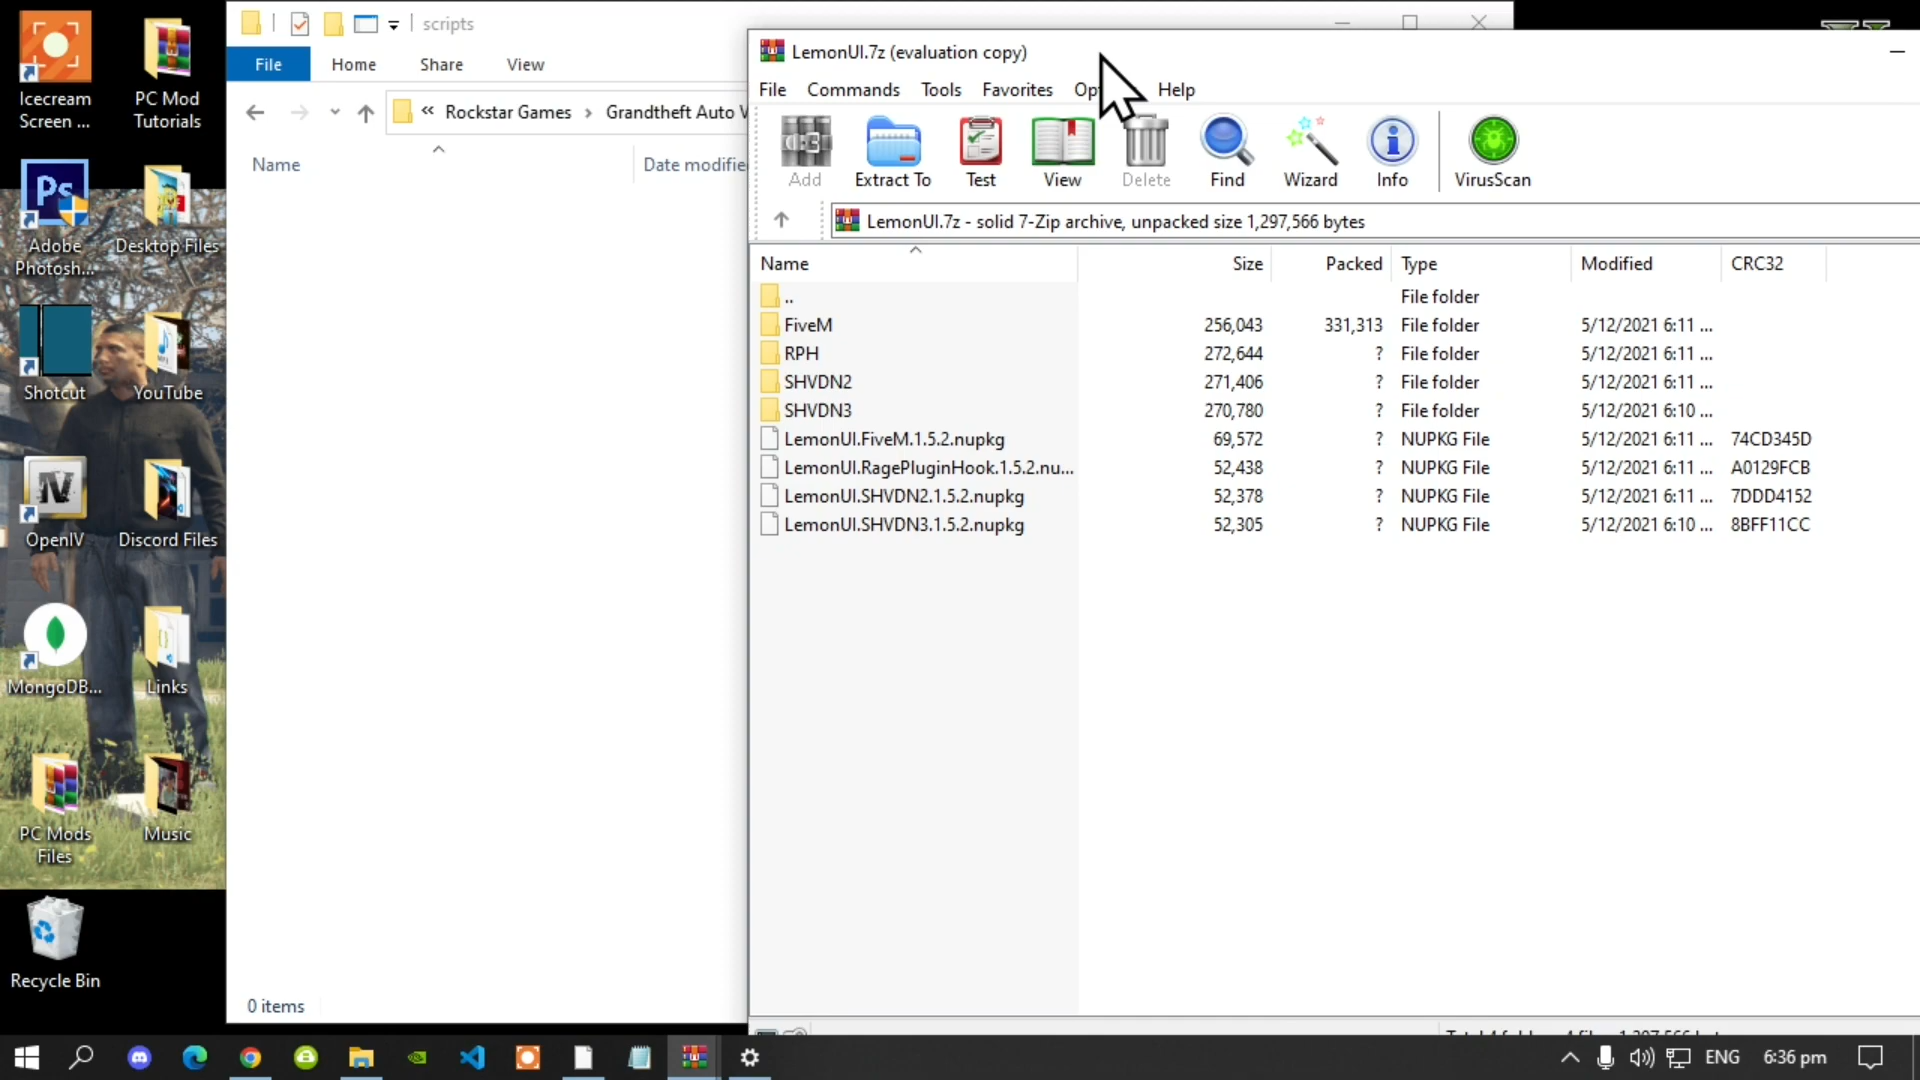 Icecream
Screen ...
PC Mod
Tutorials
Adobe
Photosh...
Desktop Files
Shotcut
YouTube
OpenIV
Discord Files
MongoDB...
Links
PC Mods
Files
Music
Recycle Bin
scripts
File
Home
Share
View
« Rockstar Games › Grandtheft Auto V
Name
Date modified
0 items
LemonUI.7z (evaluation copy)
File
Commands
Tools
Favorites
Help
Add
Extract To
Test
View
Delete
Find
Wizard
Info
VirusScan
LemonUI.7z - solid 7-Zip archive, unpacked size 1,297,566 bytes
Name Size Packed Type Modified CRC32
.. File folder
FiveM 256,043 331,313 File folder 5/12/2021 6:11 ...
RPH 272,644 ? File folder 5/12/2021 6:11 ...
SHVDN2 271,406 ? File folder 5/12/2021 6:11 ...
SHVDN3 270,780 ? File folder 5/12/2021 6:10 ...
LemonUI.FiveM.1.5.2.nupkg 69,572 ? NUPKG File 5/12/2021 6:11 ... 74CD345D
LemonUI.RagePluginHook.1.5.2.nu... 52,438 ? NUPKG File 5/12/2021 6:11 ... A0129FCB
LemonUI.SHVDN2.1.5.2.nupkg 52,378 ? NUPKG File 5/12/2021 6:11 ... 7DDD4152
LemonUI.SHVDN3.1.5.2.nupkg 52,305 ? NUPKG File 5/12/2021 6:10 ... 8BFF11CC
ENG
6:36 pm